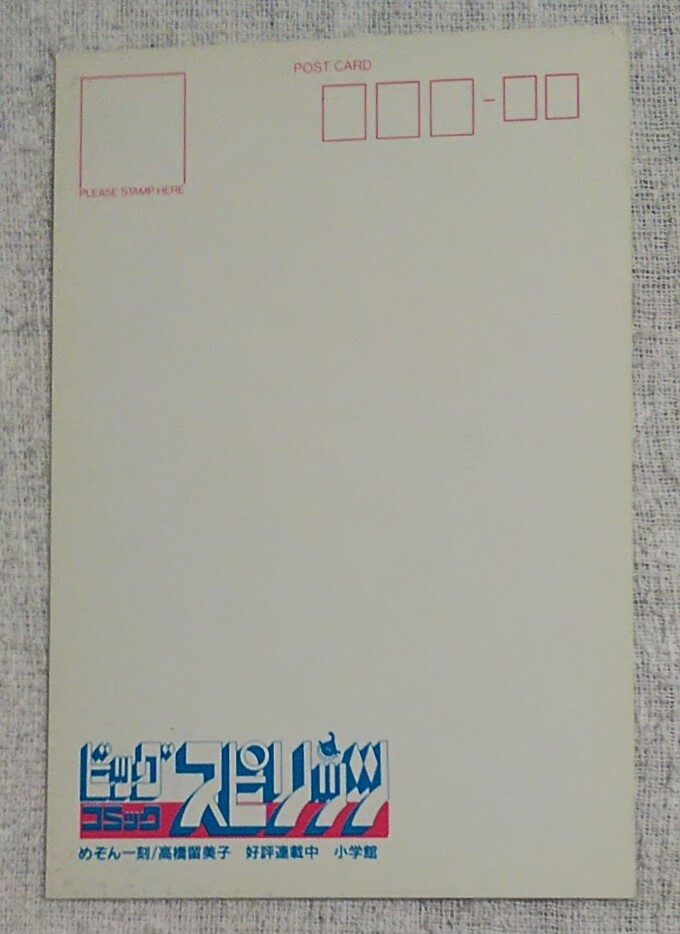 POST CARD
PLEASE STAMP HERE
ビッグ
コミック
スピリッツ
めぞん一刻/高橋留美子 好評連載中 小学館